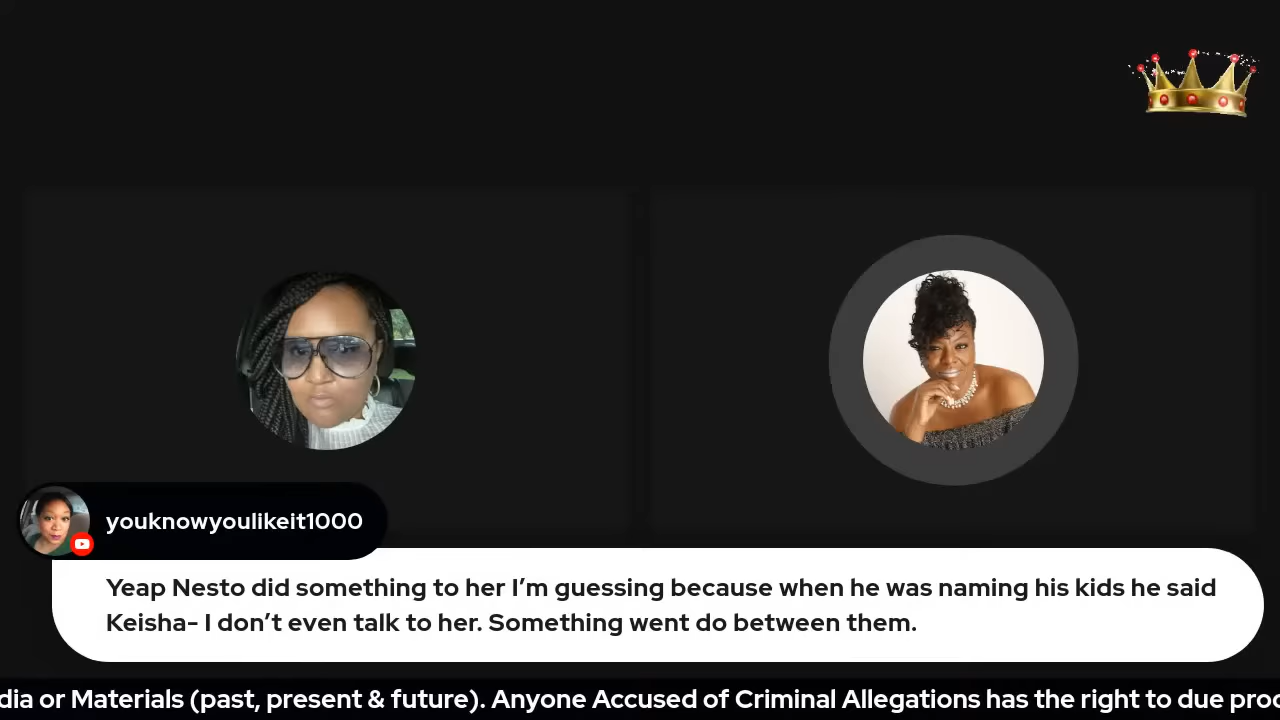 youknowyoulikeit1000
Yeap Nesto did something to her I’m guessing because when he was naming his kids he said
Keisha- I don’t even talk to her. Something went do between them.
dia or Materials (past, present & future). Anyone Accused of Criminal Allegations has the right to due proc